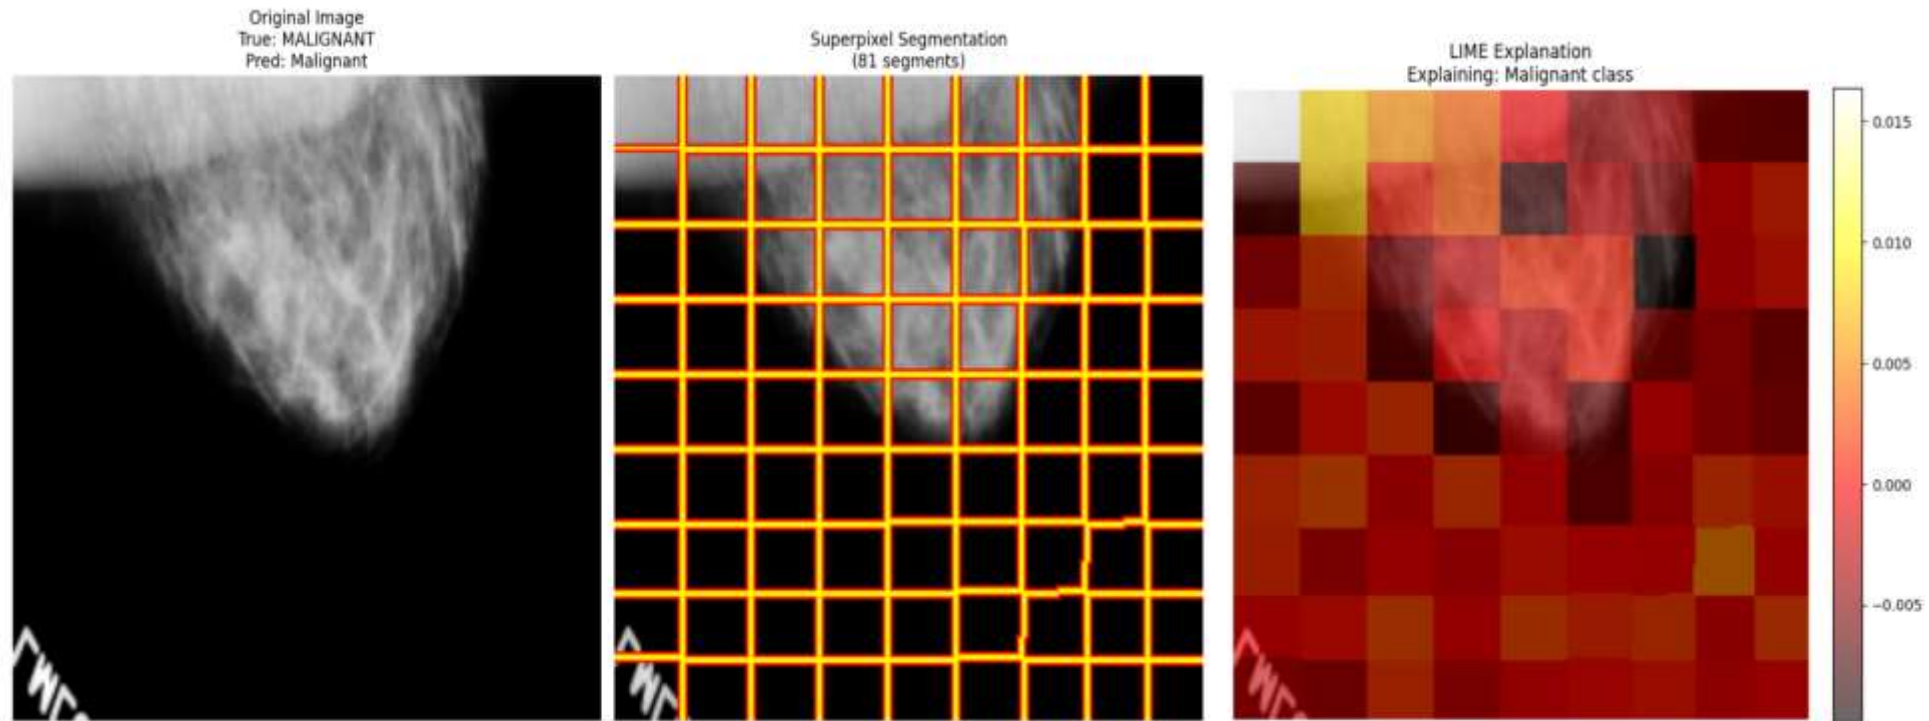 Original Image
True: MALIGNANT
Pred: Malignant
Superpixel Segmentation
(81 segments)
LIME Explanation
Explaining: Malignant class
0.015
0.010
0.005
0.000
−0.005